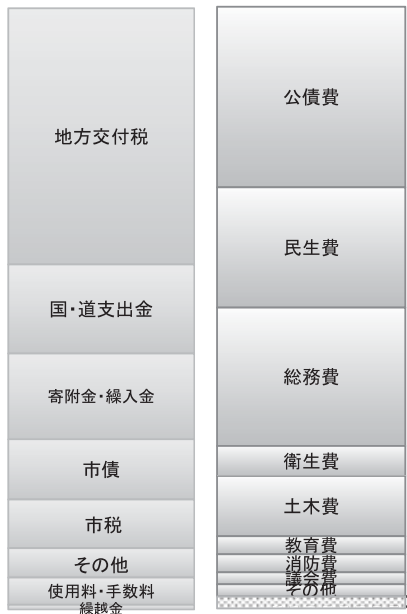 地方交付税
国・道支出金
寄附金・繰入金
市債
市税
その他
使用料・手数料
繰越金
公債費
民生費
総務費
衛生費
土木費
教育費
消防費
議会費
その他